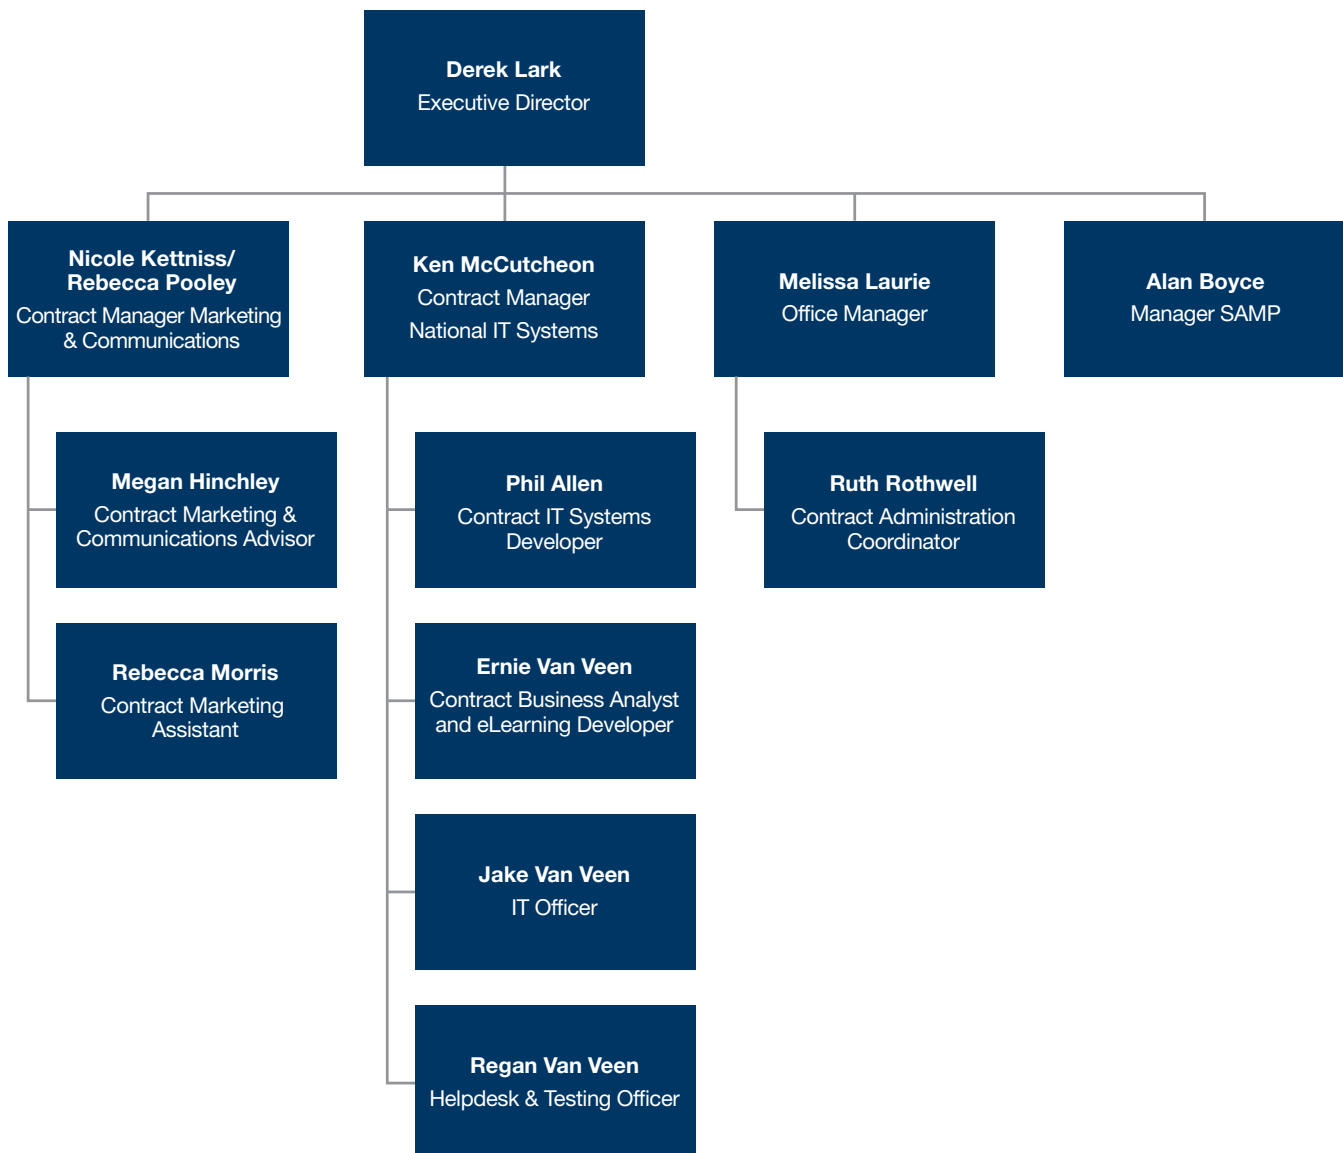 Derek Lark
Executive Director
Nicole Kettniss/
Rebecca Pooley
Contract Manager Marketing
& Communications
Ken McCutcheon
Contract Manager
National IT Systems
Melissa Laurie
Office Manager
Alan Boyce
Manager SAMP
Megan Hinchley
Contract Marketing &
Communications Advisor
Rebecca Morris
Contract Marketing
Assistant
Phil Allen
Contract IT Systems
Developer
Ernie Van Veen
Contract Business Analyst
and eLearning Developer
Jake Van Veen
IT Officer
Regan Van Veen
Helpdesk & Testing Officer
Ruth Rothwell
Contract Administration
Coordinator